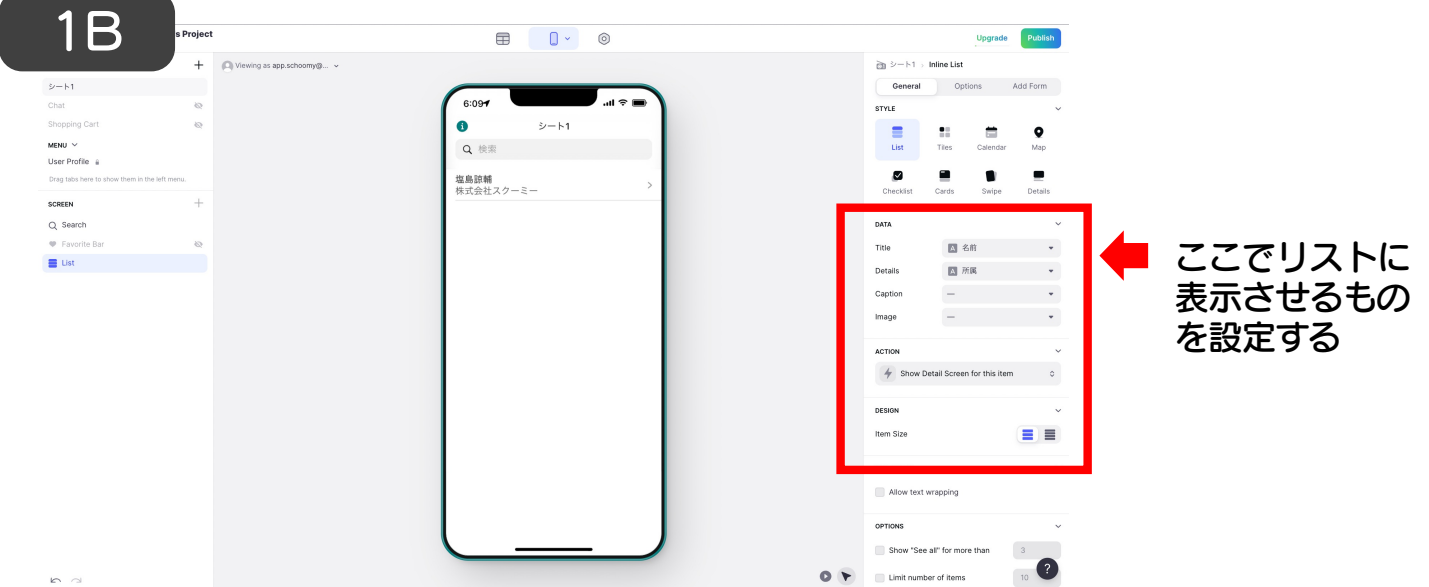 1B
s Project
Upgrade
Publish
シート1
Chat
Shopping Cart
MENU
User Profile
Drag tabs here to show them in the left menu.
SCREEN
Search
Favorite Bar
List
Viewing as app.schoomy@...
6:09
シート1
検索
塩島諒輔
株式会社スクーミー
シート1 › Inline List
General Options Add Form
STYLE
List Tiles Calendar Map
Checklist Cards Swipe Details
DATA
Title A 名前
Details A 所属
Caption —
Image —
ACTION
Show Detail Screen for this item
DESIGN
Item Size
Allow text wrapping
OPTIONS
Show "See all" for more than 3
Limit number of items 10
?
ここでリストに
表示させるもの
を設定する